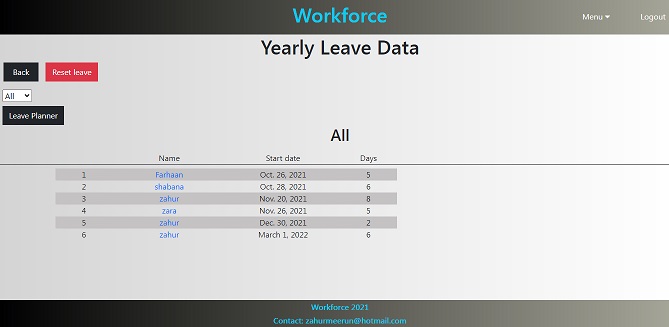 Workforce
Menu Logout
Yearly Leave Data
Back Reset leave
All
Leave Planner
All
Name Start date Days
1 Farhaan Oct. 26, 2021 5
2 shabana Oct. 28, 2021 6
3 zahur Nov. 20, 2021 8
4 zara Nov. 26, 2021 5
5 zahur Dec. 30, 2021 2
6 zahur March 1, 2022 6
Workforce 2021
Contact: zahurmeerun@hotmail.com